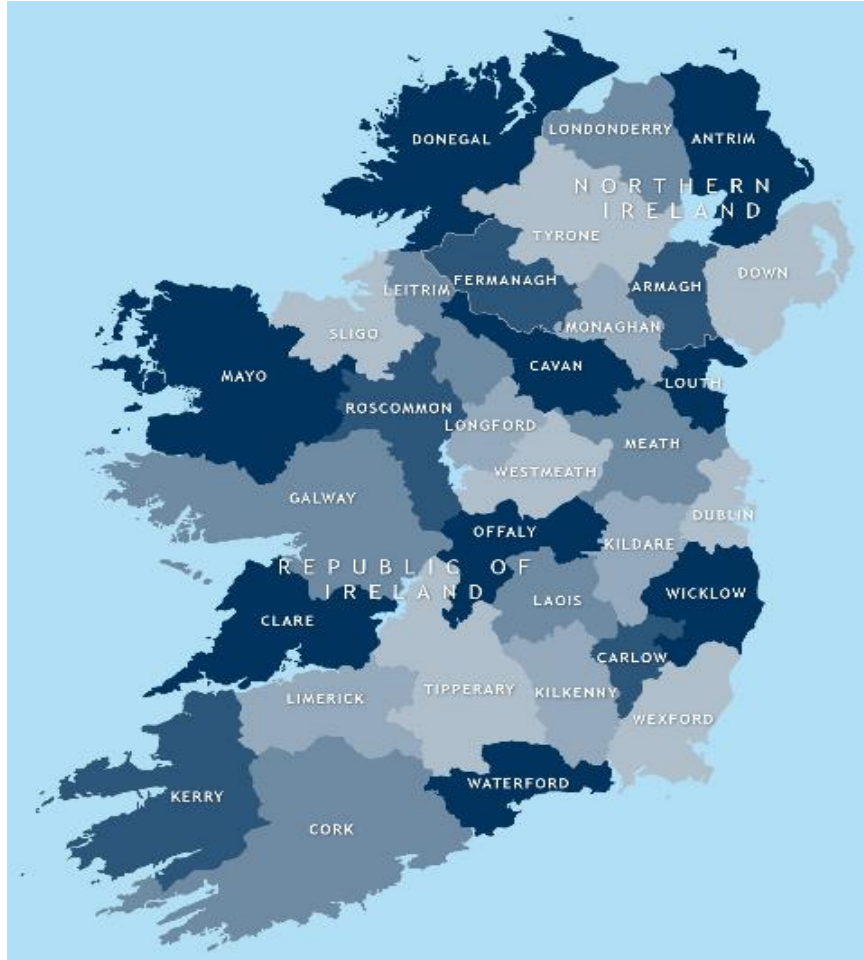 DONEGAL
LONDONDERRY
ANTRIM
NORTHERN
IRELAND
TYRONE
DOWN
FERMANAGH
ARMAGH
LEITRIM
MONAGHAN
SLIGO
CAVAN
MAYO
LOUTH
ROSCOMMON
LONGFORD
MEATH
WESTMEATH
GALWAY
DUBLIN
OFFALY
KILDARE
REPUBLIC OF
IRELAND
WICKLOW
LAOIS
CLARE
CARLOW
TIPPERARY
KILKENNY
LIMERICK
WEXFORD
WATERFORD
KERRY
CORK